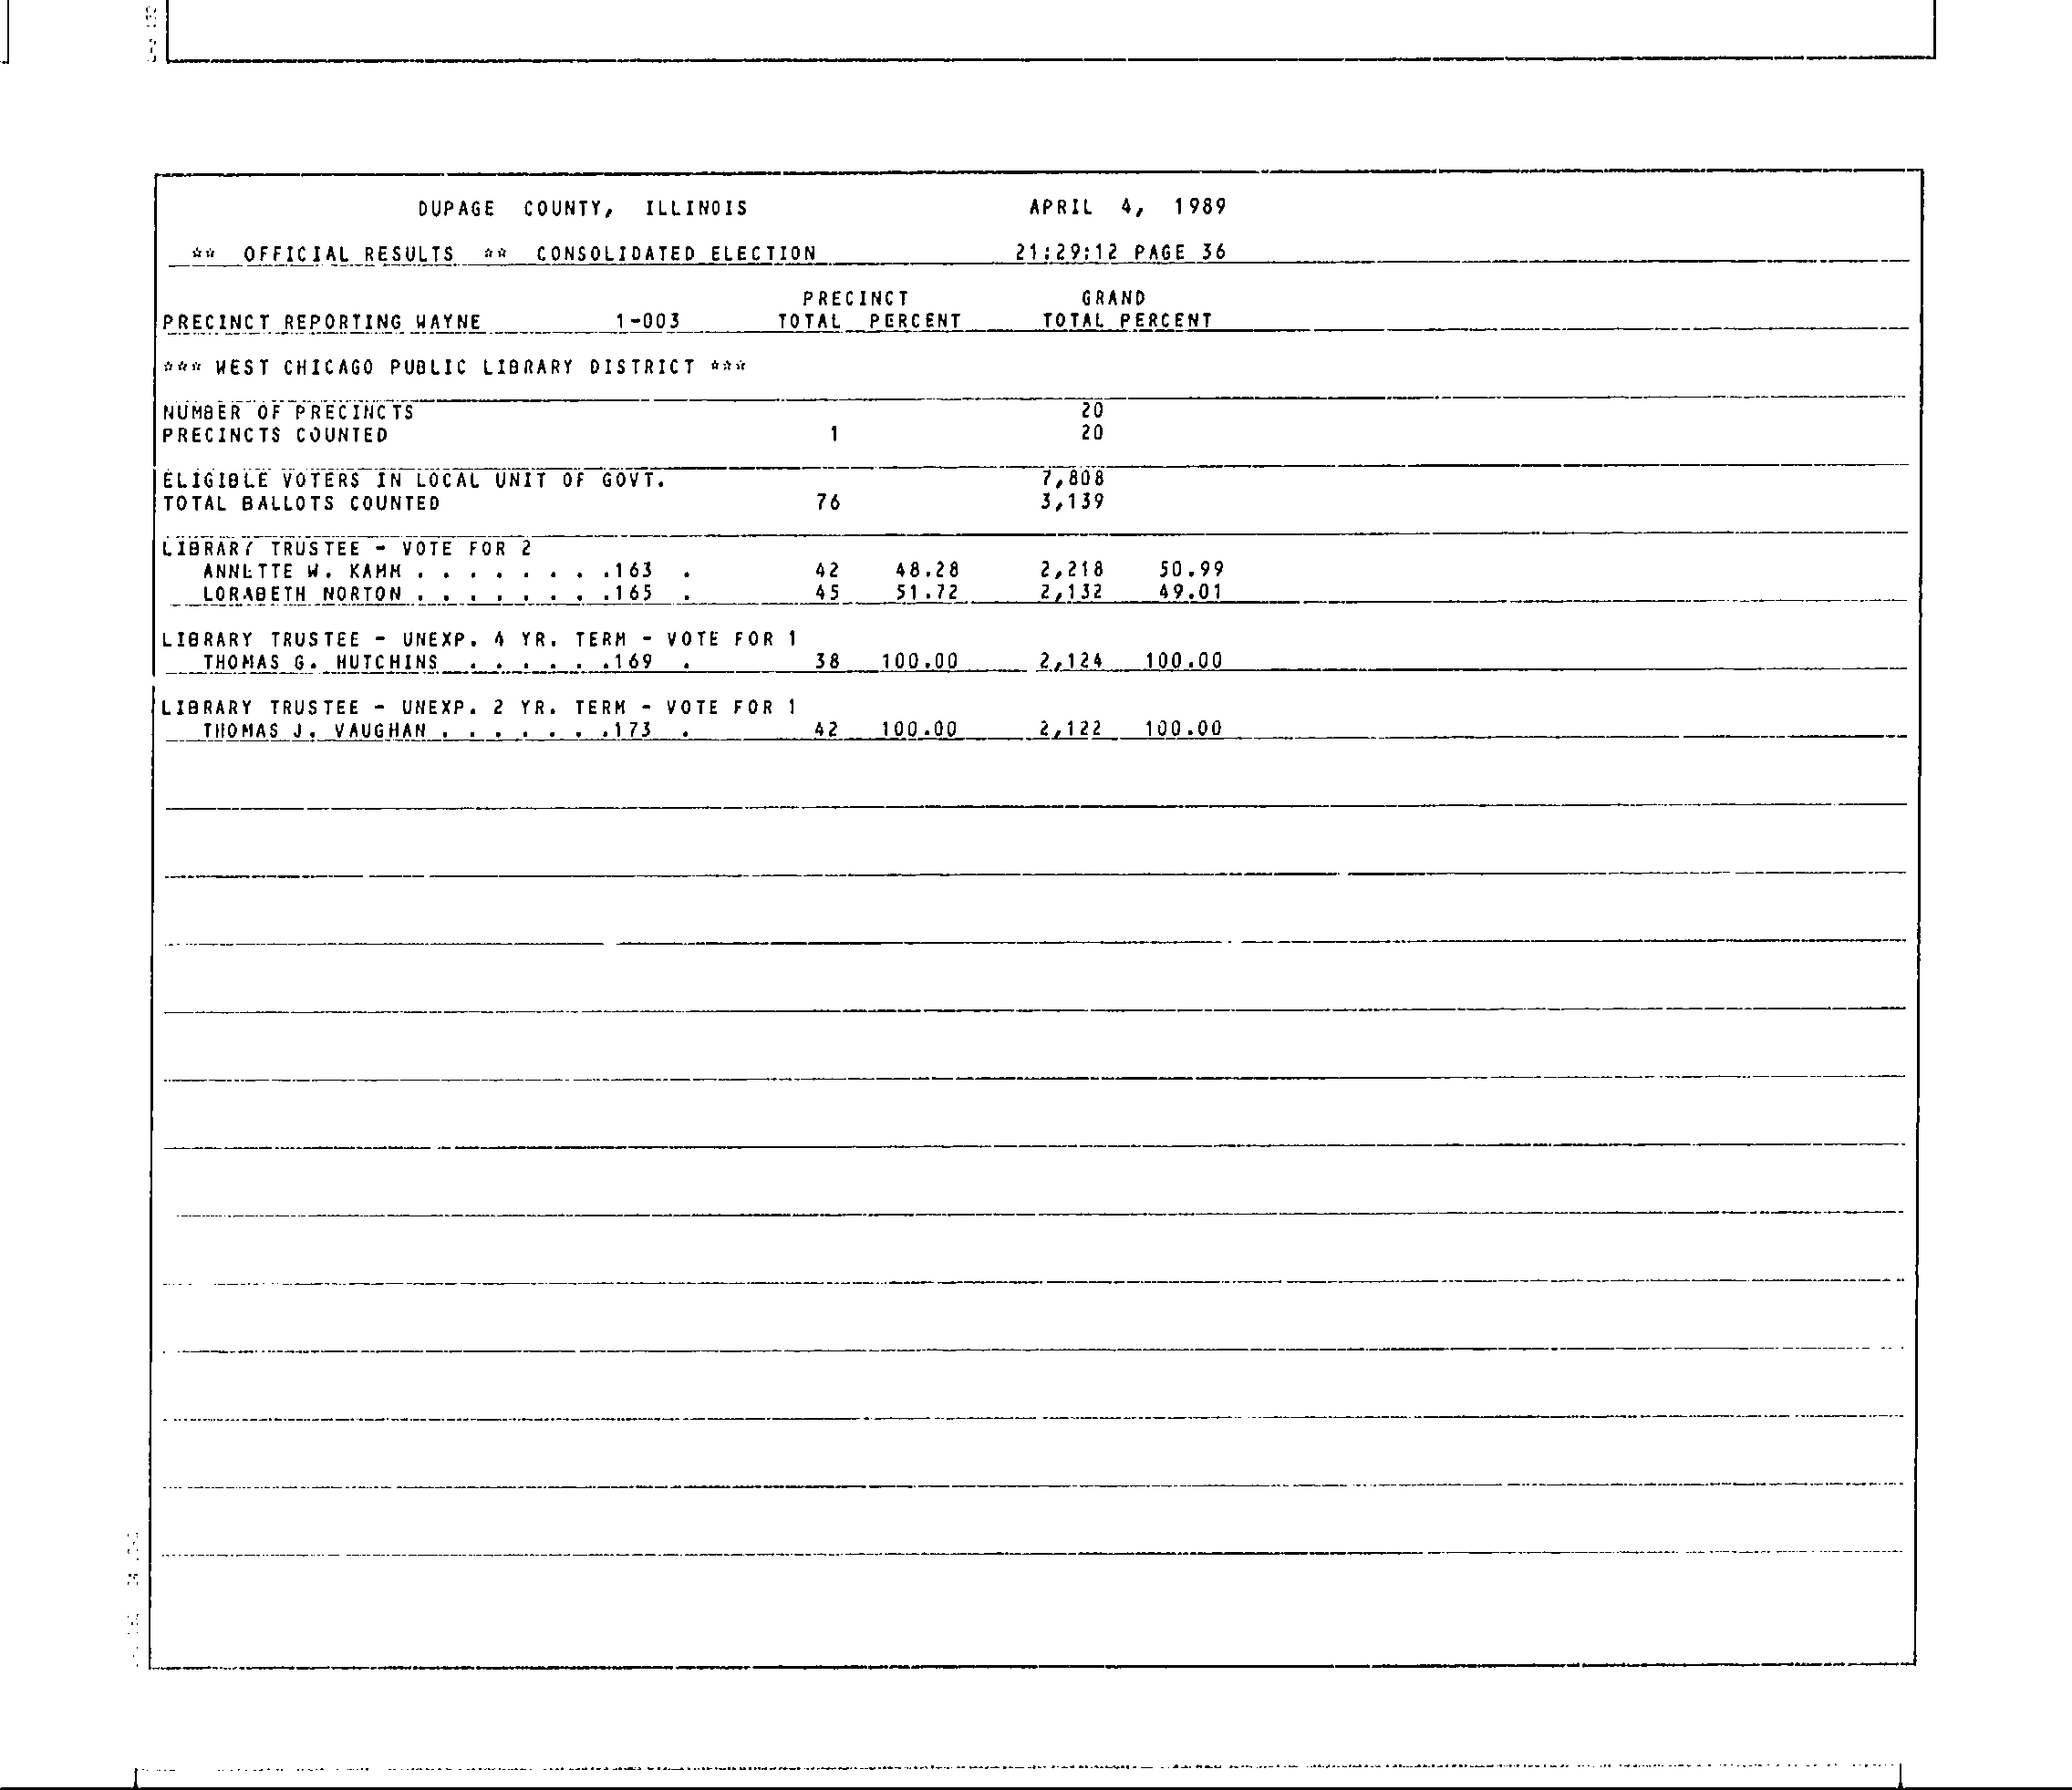 DUPAGE COUNTY, ILLINOIS APRIL 4, 1989
** OFFICIAL RESULTS ** CONSOLIDATED ELECTION 21:29:12 PAGE 36
PRECINCT GRAND
PRECINCT REPORTING WAYNE 1-003 TOTAL PERCENT TOTAL PERCENT
*** WEST CHICAGO PUBLIC LIBRARY DISTRICT ***
NUMBER OF PRECINCTS 20
PRECINCTS COUNTED 1 20
ELIGIBLE VOTERS IN LOCAL UNIT OF GOVT. 7,808
TOTAL BALLOTS COUNTED 76 3,139
LIBRARY TRUSTEE - VOTE FOR 2
ANNETTE W. KAMM . . . . . . . .163 . 42 48.28 2,218 50.99
LORABETH NORTON . . . . . . . .165 . 45 51.72 2,132 49.01
LIBRARY TRUSTEE - UNEXP. 4 YR. TERM - VOTE FOR 1
THOMAS G. HUTCHINS . . . . . .169 . 38 100.00 2,124 100.00
LIBRARY TRUSTEE - UNEXP. 2 YR. TERM - VOTE FOR 1
THOMAS J. VAUGHAN . . . . . . .173 . 42 100.00 2,122 100.00